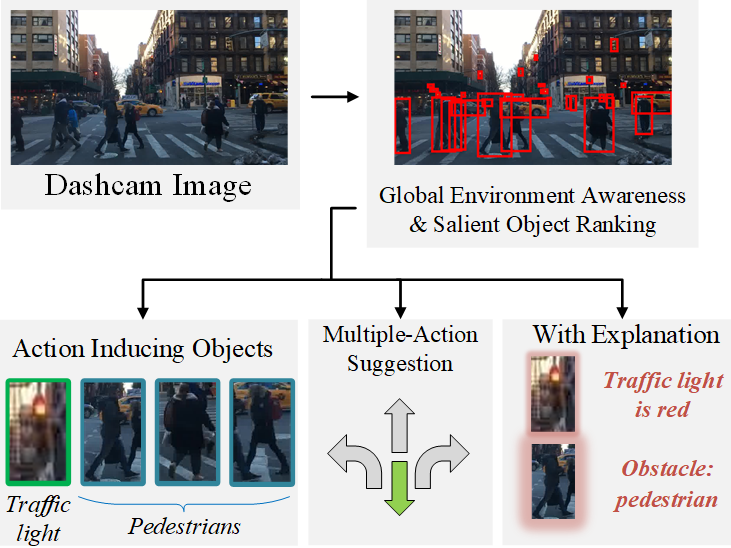 Dashcam Image
Global Environment Awareness
& Salient Object Ranking
Action Inducing Objects
Traffic
light
Pedestrians
Multiple-Action
Suggestion
With Explanation
Traffic light
is red
Obstacle:
pedestrian